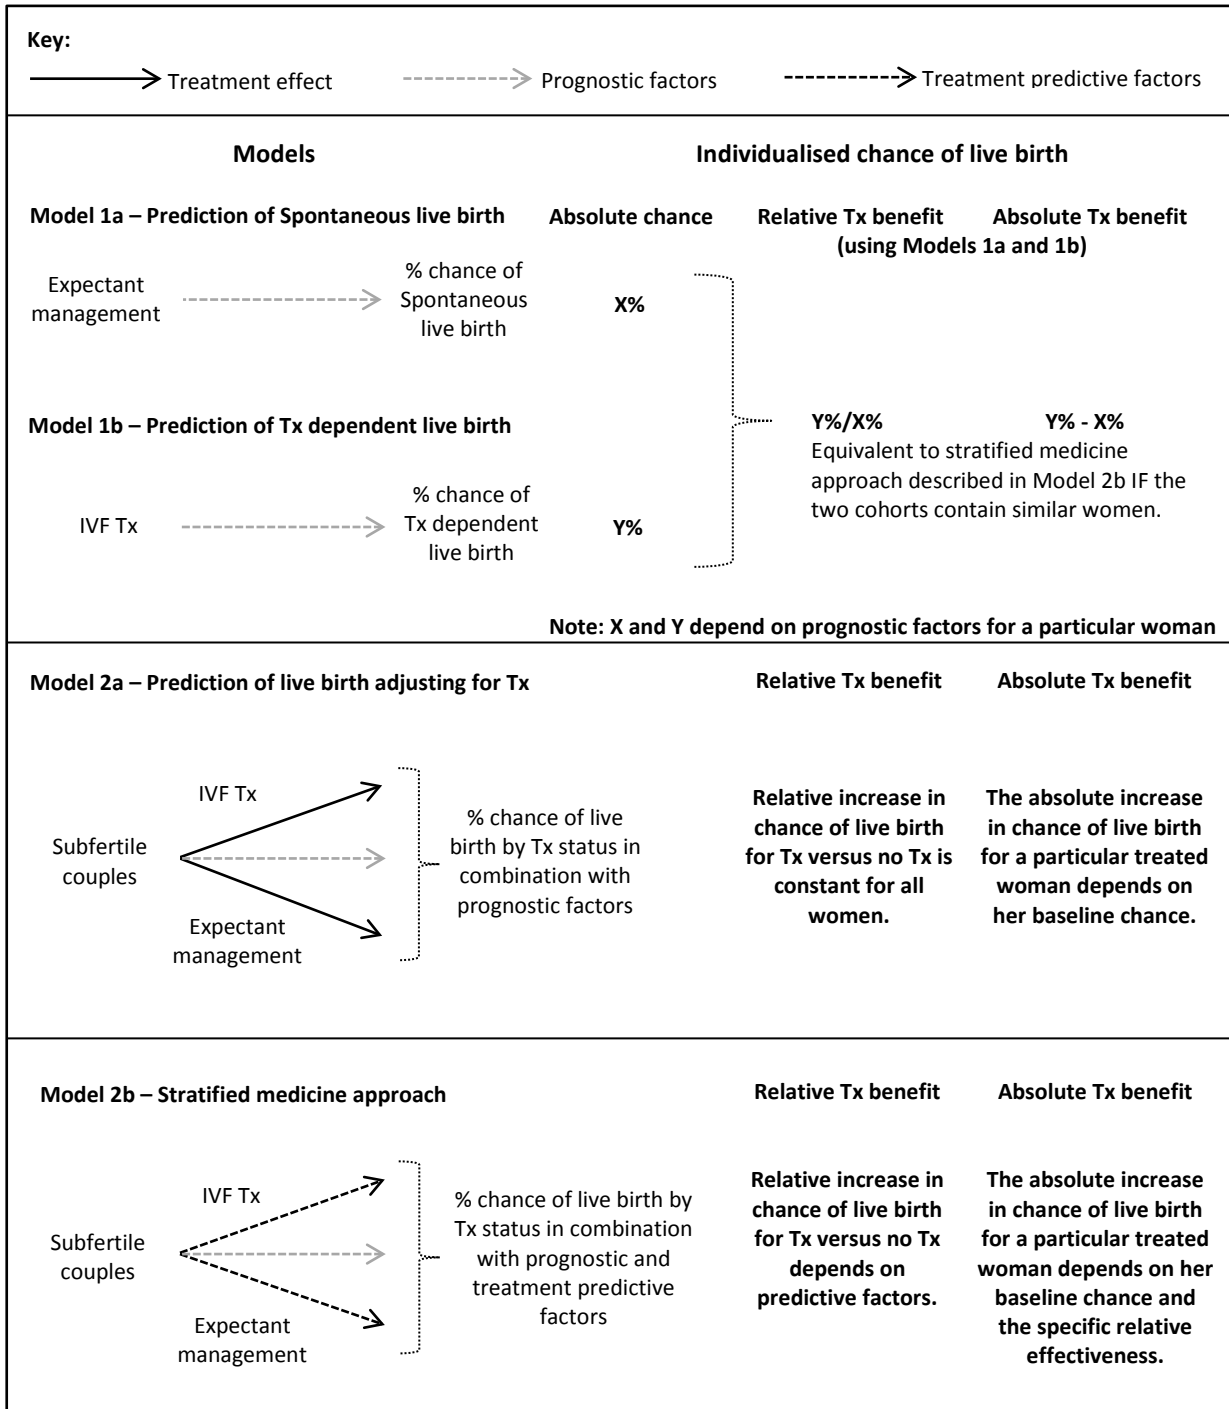 Key:
Treatment effect
Prognostic factors
Treatment predictive factors
Models
Individualised chance of live birth
Model 1a – Prediction of Spontaneous live birth
Absolute chance
Relative Tx benefit
Absolute Tx benefit
(using Models 1a and 1b)
Expectant
management
% chance of
Spontaneous
live birth
X%
Model 1b – Prediction of Tx dependent live birth
Y%/X%
Y% - X%
Equivalent to stratified medicine
approach described in Model 2b IF the
two cohorts contain similar women.
IVF Tx
% chance of
Tx dependent
live birth
Y%
Note: X and Y depend on prognostic factors for a particular woman
Model 2a – Prediction of live birth adjusting for Tx
Relative Tx benefit
Absolute Tx benefit
IVF Tx
Subfertile
couples
Expectant
management
% chance of live
birth by Tx status in
combination with
prognostic factors
Relative increase in
chance of live birth
for Tx versus no Tx is
constant for all
women.
The absolute increase
in chance of live birth
for a particular treated
woman depends on
her baseline chance.
Model 2b – Stratified medicine approach
Relative Tx benefit
Absolute Tx benefit
IVF Tx
Subfertile
couples
Expectant
management
% chance of live birth by
Tx status in combination
with prognostic and
treatment predictive
factors
Relative increase in
chance of live birth
for Tx versus no Tx
depends on
predictive factors.
The absolute increase
in chance of live birth
for a particular treated
woman depends on her
baseline chance and
the specific relative
effectiveness.